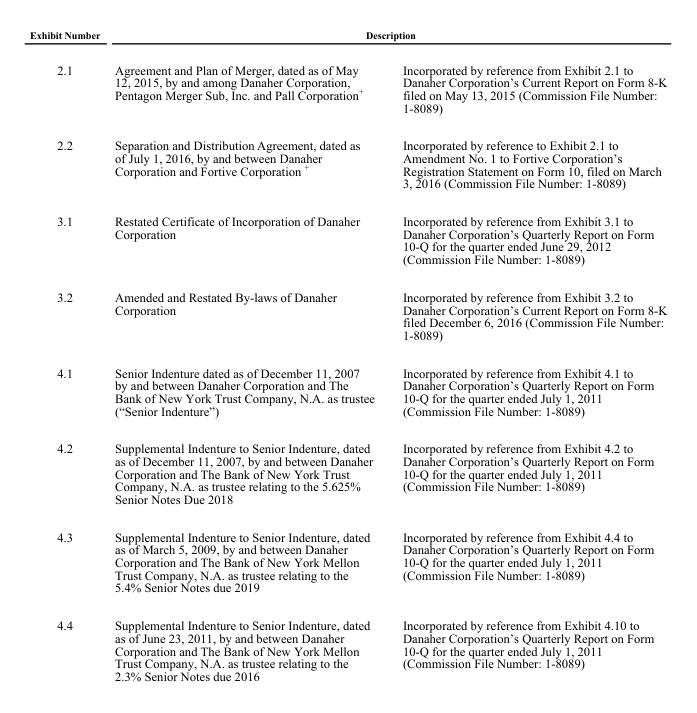 Exhibit Number Description
2.1 Agreement and Plan of Merger, dated as of May Incorporated by reference from Exhibit 2.1 to
12, 2015, by and among Danaher Corporation, Danaher Corporation’s Current Report on Form 8-K
Pentagon Merger Sub, Inc. and Pall Corporation+ filed on May 13, 2015 (Commission File Number:
1-8089)
2.2 Separation and Distribution Agreement, dated as Incorporated by reference to Exhibit 2.1 to
of July 1, 2016, by and between Danaher Amendment No. 1 to Fortive Corporation’s
Corporation and Fortive Corporation + Registration Statement on Form 10, filed on March
3, 2016 (Commission File Number: 1-8089)
3.1 Restated Certificate of Incorporation of Danaher Incorporated by reference from Exhibit 3.1 to
Corporation Danaher Corporation’s Quarterly Report on Form
10-Q for the quarter ended June 29, 2012
(Commission File Number: 1-8089)
3.2 Amended and Restated By-laws of Danaher Incorporated by reference from Exhibit 3.2 to
Corporation Danaher Corporation’s Current Report on Form 8-K
filed December 6, 2016 (Commission File Number:
1-8089)
4.1 Senior Indenture dated as of December 11, 2007 Incorporated by reference from Exhibit 4.1 to
by and between Danaher Corporation and The Danaher Corporation’s Quarterly Report on Form
Bank of New York Trust Company, N.A. as trustee 10-Q for the quarter ended July 1, 2011
(“Senior Indenture”) (Commission File Number: 1-8089)
4.2 Supplemental Indenture to Senior Indenture, dated Incorporated by reference from Exhibit 4.2 to
as of December 11, 2007, by and between Danaher Danaher Corporation’s Quarterly Report on Form
Corporation and The Bank of New York Trust 10-Q for the quarter ended July 1, 2011
Company, N.A. as trustee relating to the 5.625% (Commission File Number: 1-8089)
Senior Notes Due 2018
4.3 Supplemental Indenture to Senior Indenture, dated Incorporated by reference from Exhibit 4.4 to
as of March 5, 2009, by and between Danaher Danaher Corporation’s Quarterly Report on Form
Corporation and The Bank of New York Mellon 10-Q for the quarter ended July 1, 2011
Trust Company, N.A. as trustee relating to the (Commission File Number: 1-8089)
5.4% Senior Notes due 2019
4.4 Supplemental Indenture to Senior Indenture, dated Incorporated by reference from Exhibit 4.10 to
as of June 23, 2011, by and between Danaher Danaher Corporation’s Quarterly Report on Form
Corporation and The Bank of New York Mellon 10-Q for the quarter ended July 1, 2011
Trust Company, N.A. as trustee relating to the (Commission File Number: 1-8089)
2.3% Senior Notes due 2016